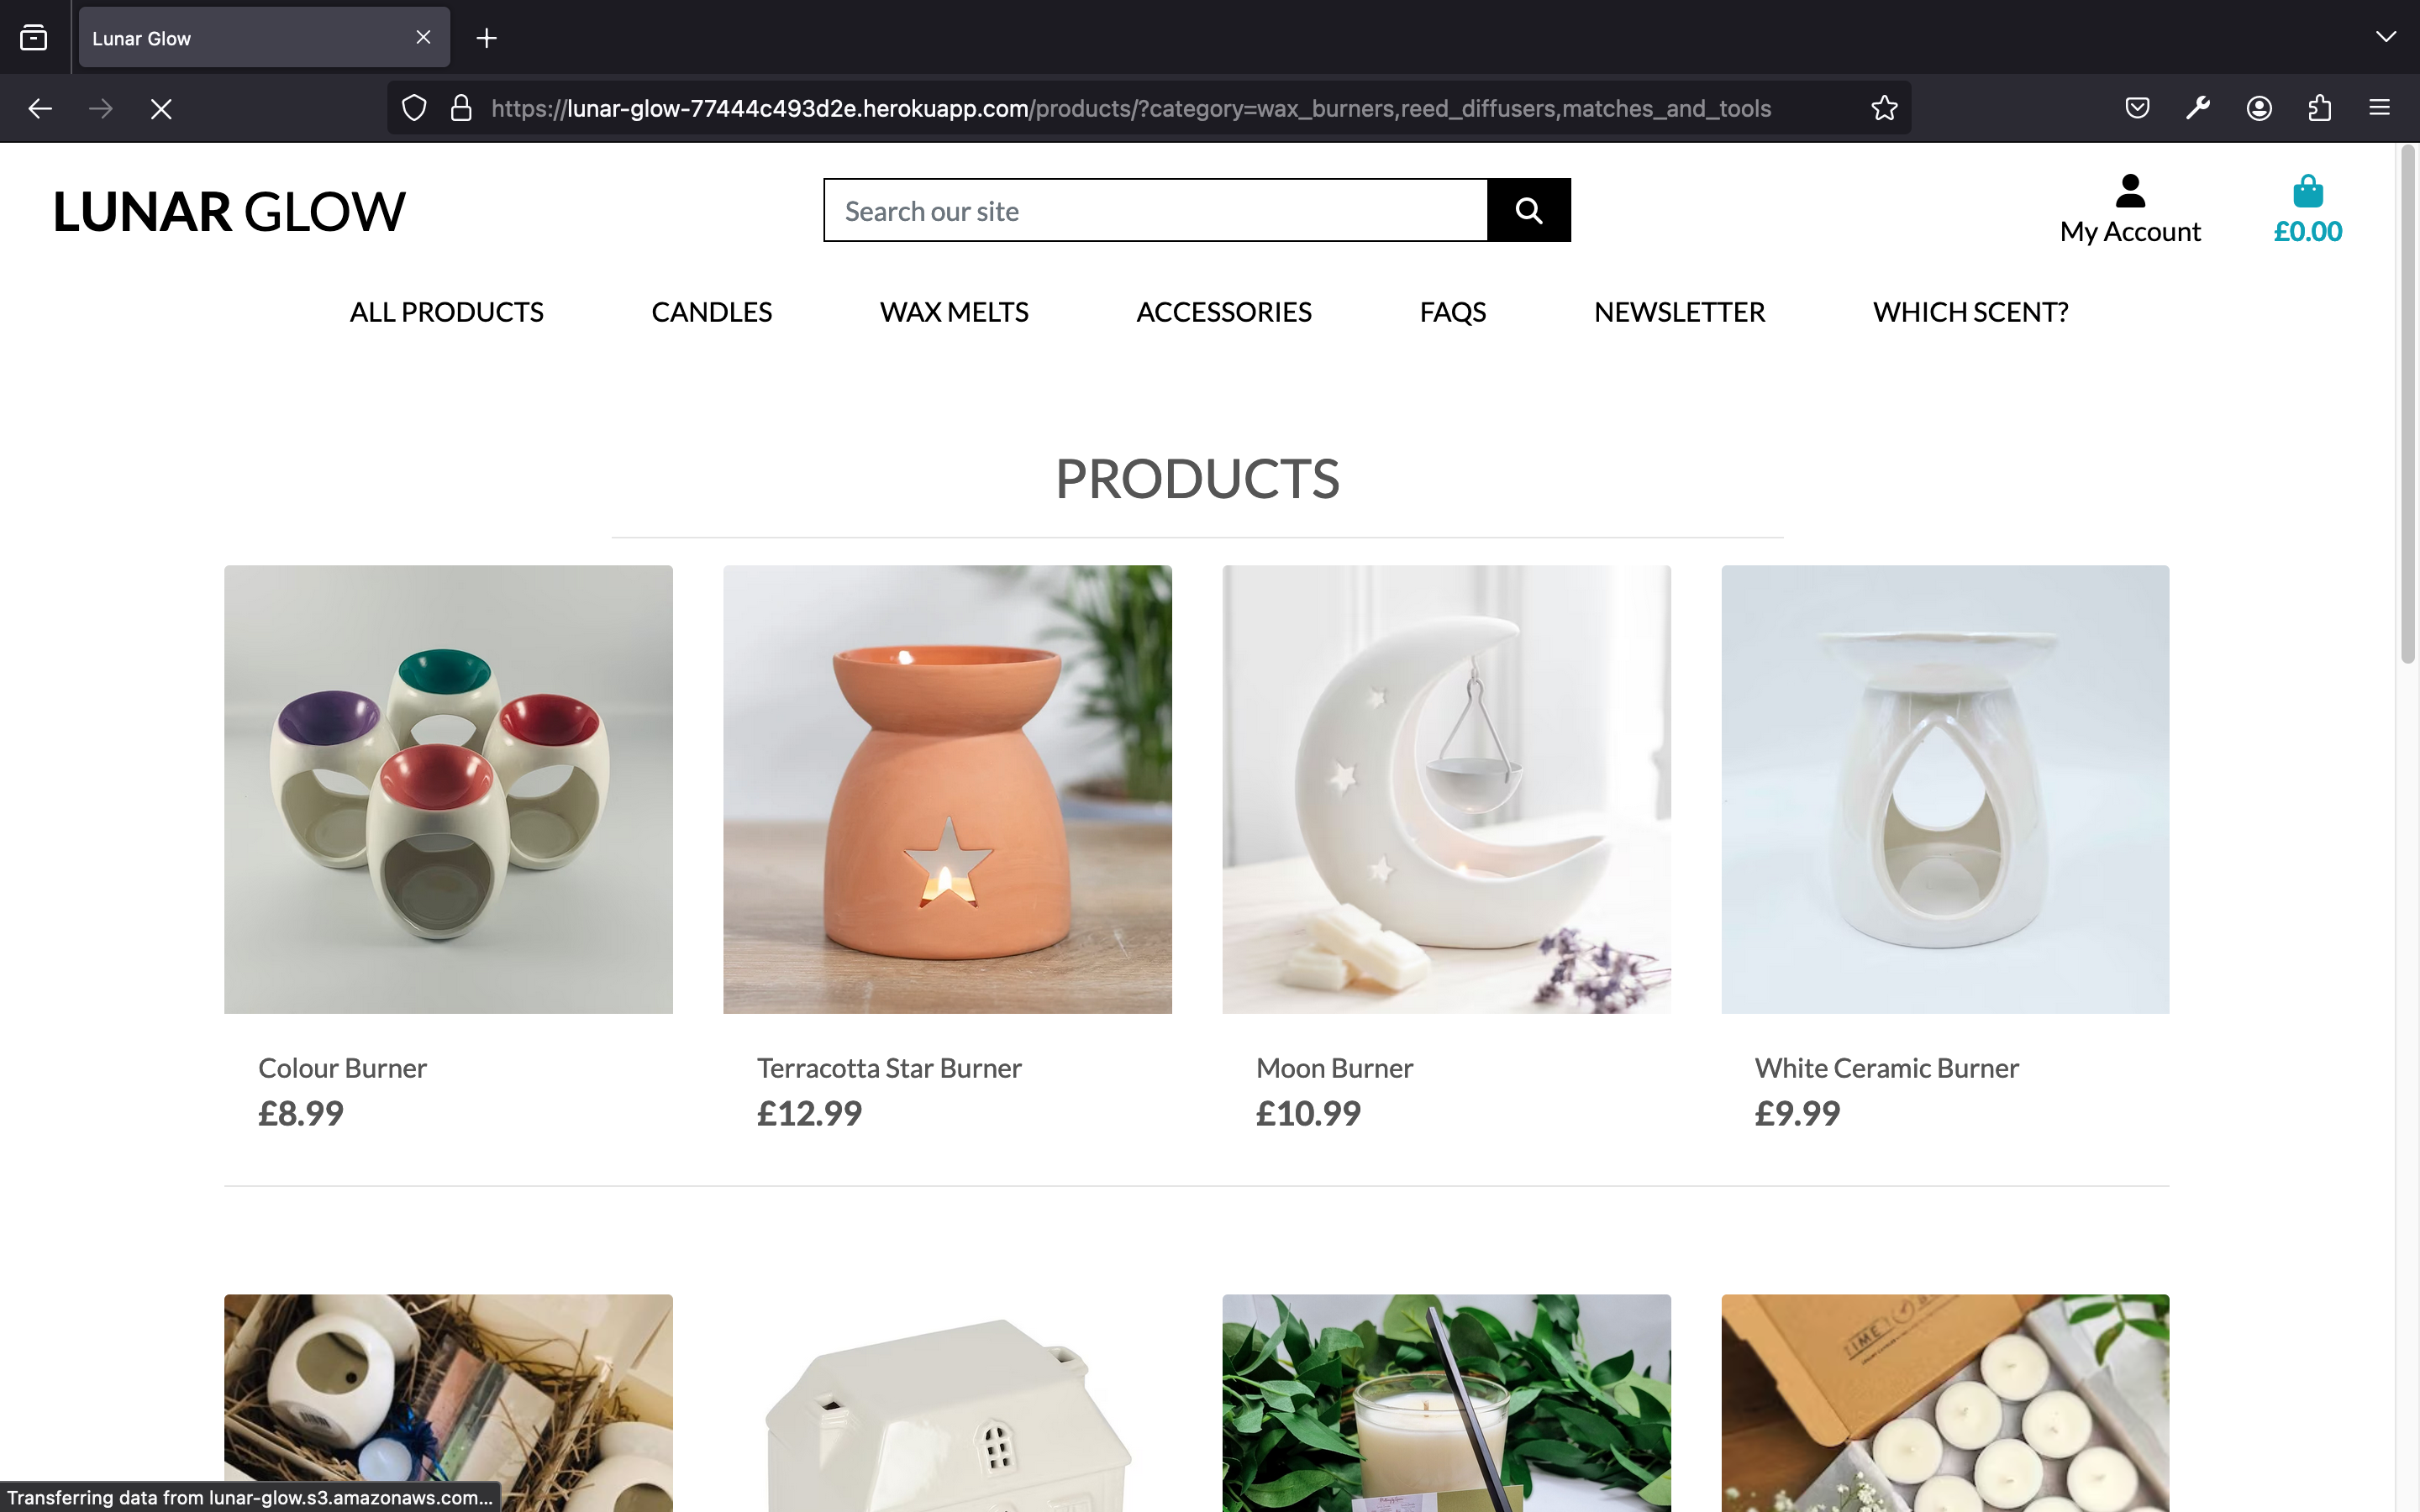 Lunar Glow
https://lunar-glow-77444c493d2e.herokuapp.com/products/?category=wax_burners,reed_diffusers,matches_and_tools
LUNAR GLOW
Search our site
My Account
£0.00
ALL PRODUCTS
CANDLES
WAX MELTS
ACCESSORIES
FAQS
NEWSLETTER
WHICH SCENT?
PRODUCTS
Colour Burner
£8.99
Terracotta Star Burner
£12.99
Moon Burner
£10.99
White Ceramic Burner
£9.99
Transferring data from lunar-glow.s3.amazonaws.com...